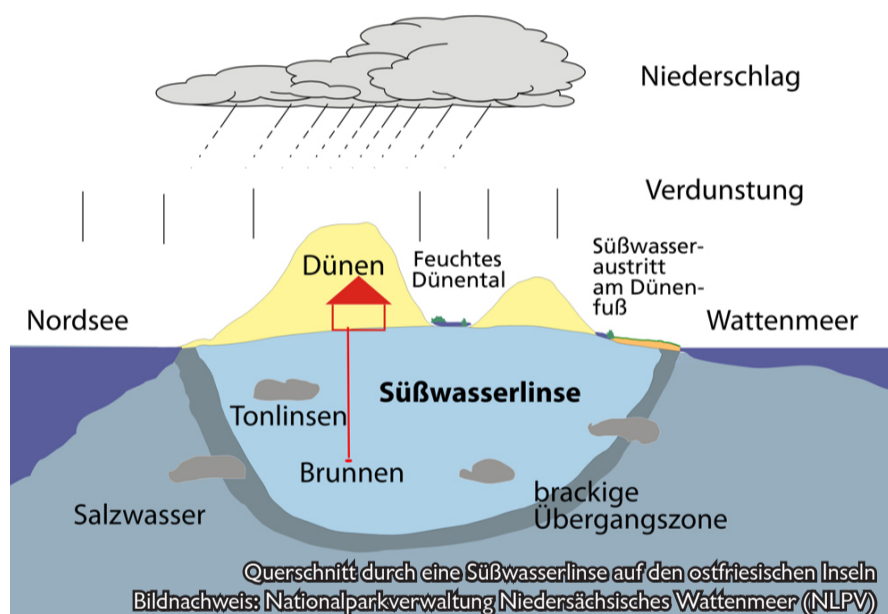 Niederschlag
Verdunstung
Dünen
Feuchtes
Dünental
Süßwasser-
austritt
am Dünen-
fuß
Nordsee
Wattenmeer
Süßwasserlinse
Tonlinsen
Brunnen
Salzwasser
brackige
Übergangszone
Querschnitt durch eine Süßwasserlinse auf den ostfriesischen Inseln
Bildnachweis: Nationalparkverwaltung Niedersächsisches Wattenmeer (NLPV)